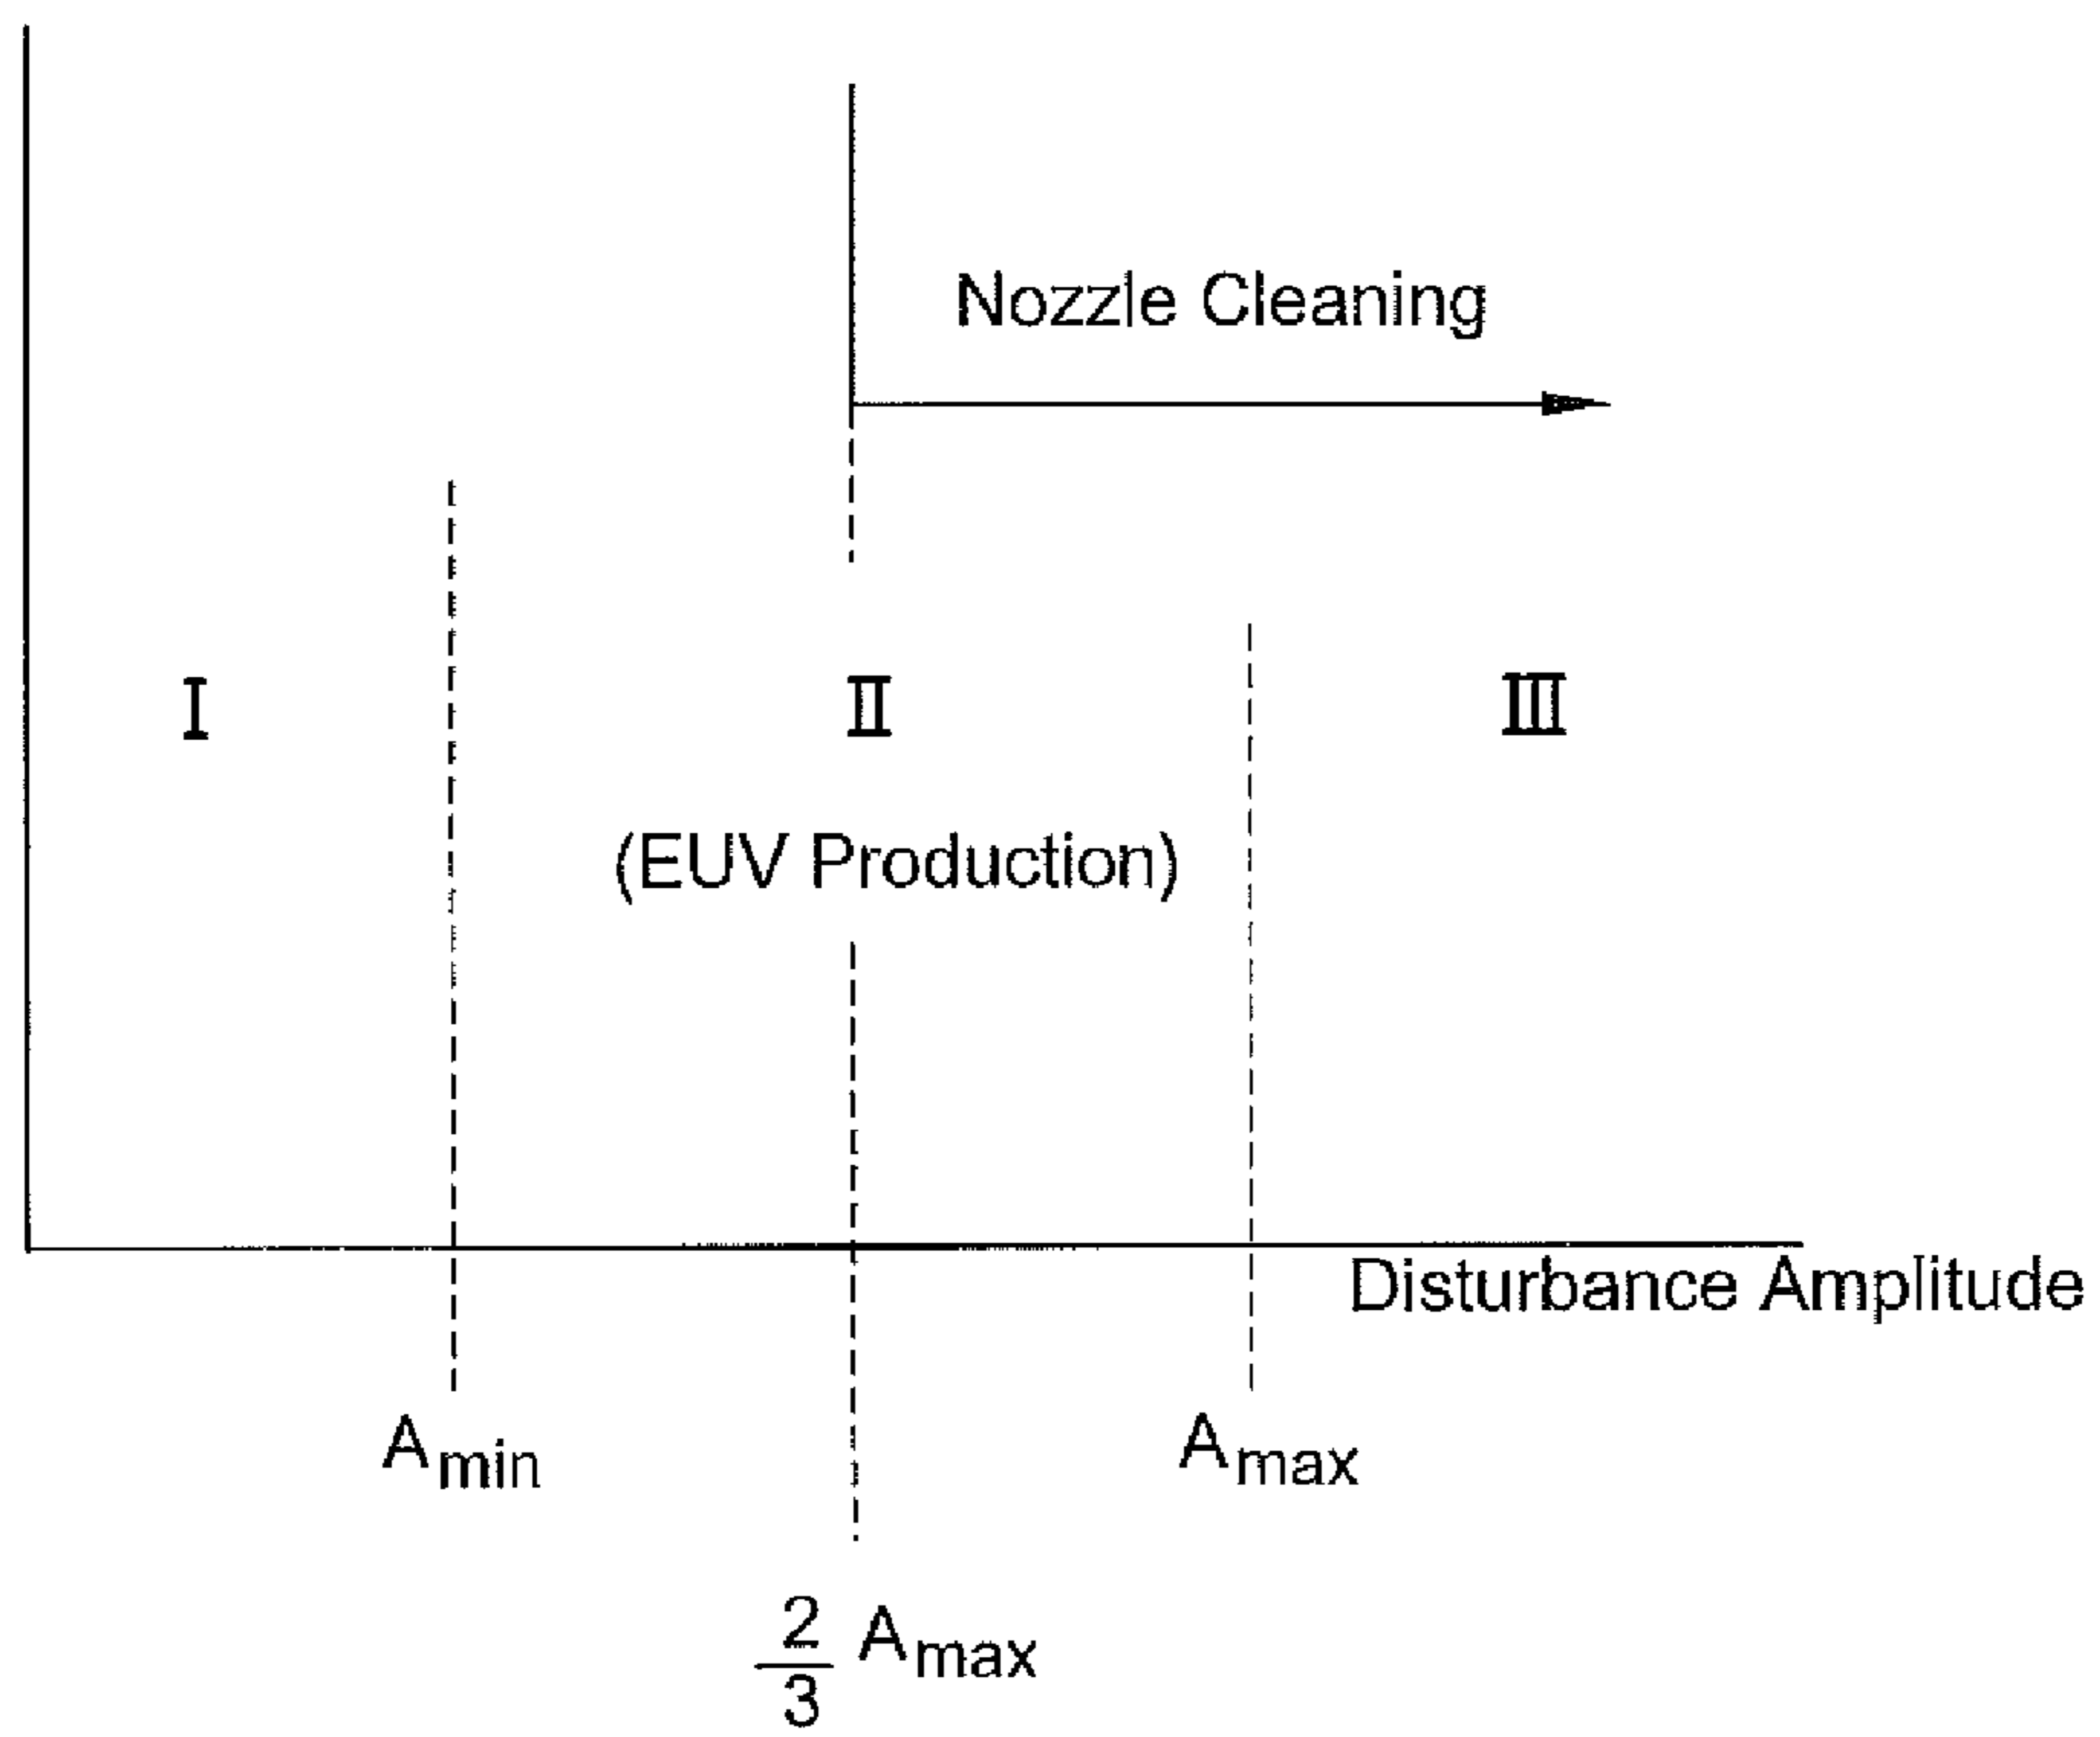 Nozzle Cleaning
I II III
(EUV Production)
Disturbance Amplitude
Amin Amax
2/3 Amax